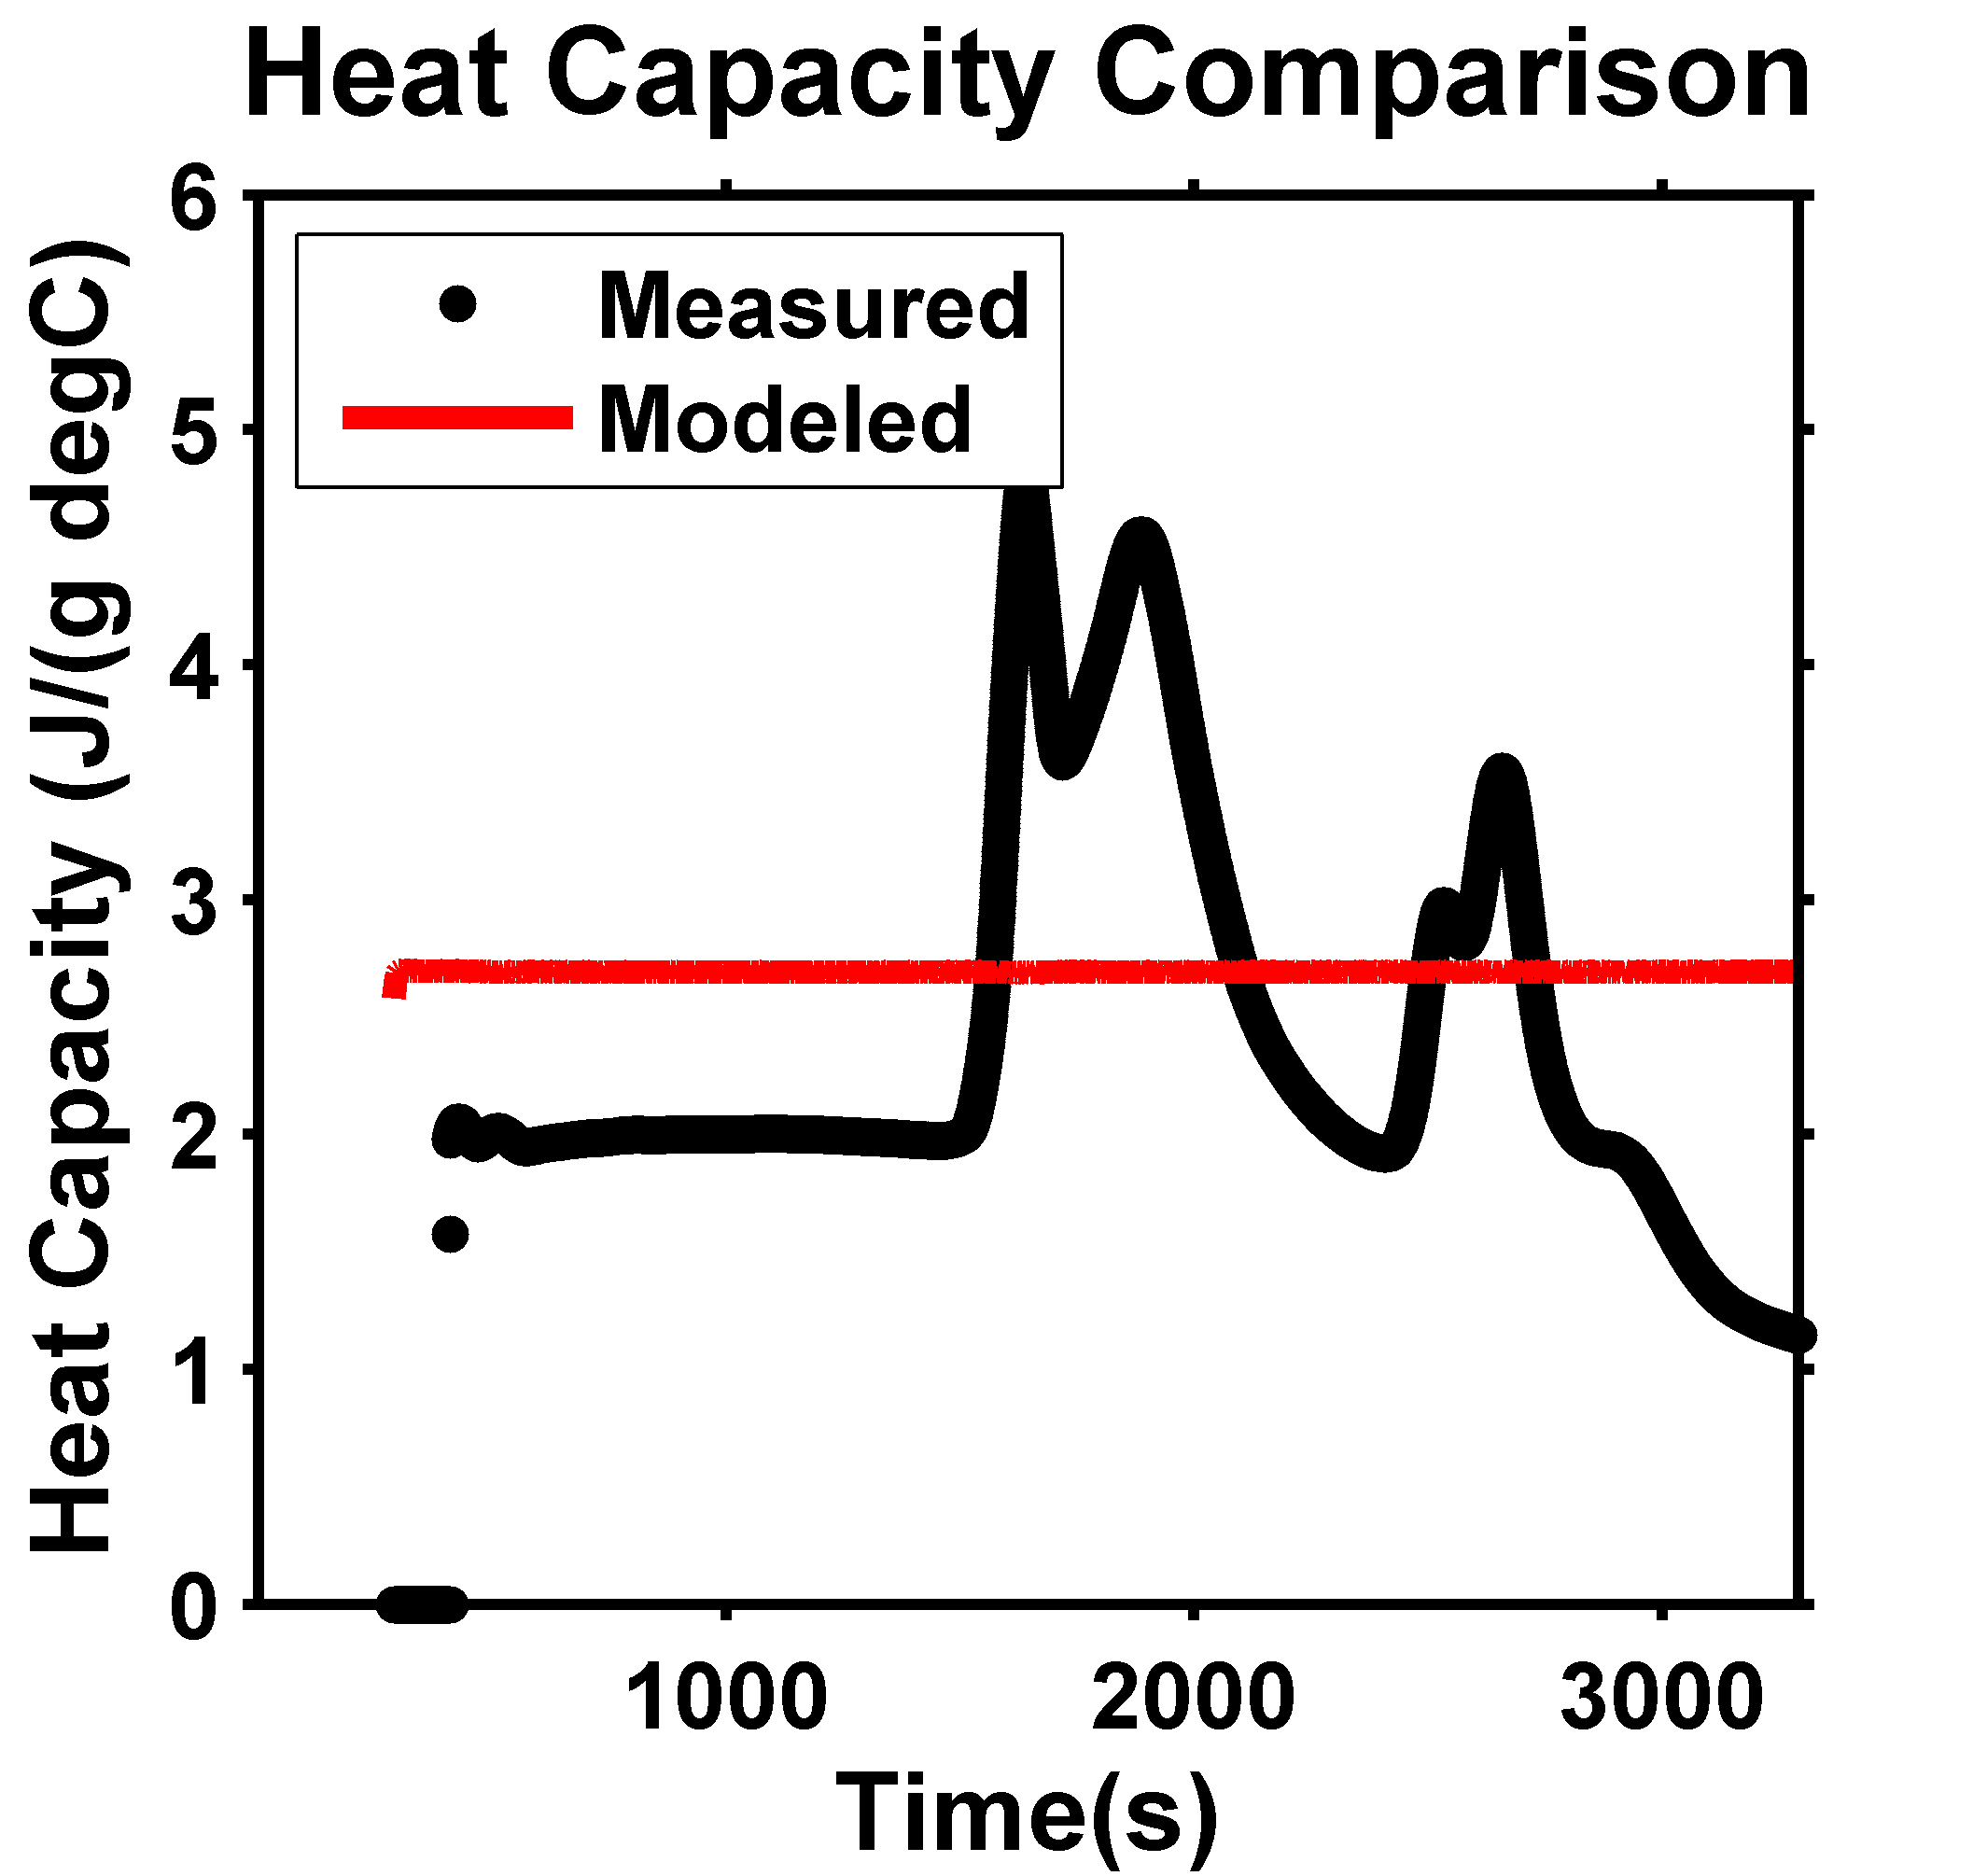 Heat Capacity Comparison
Heat Capacity (J/(g degC)
6
5
4
3
2
1
0
Measured
Modeled
1000 2000 3000
Time(s)